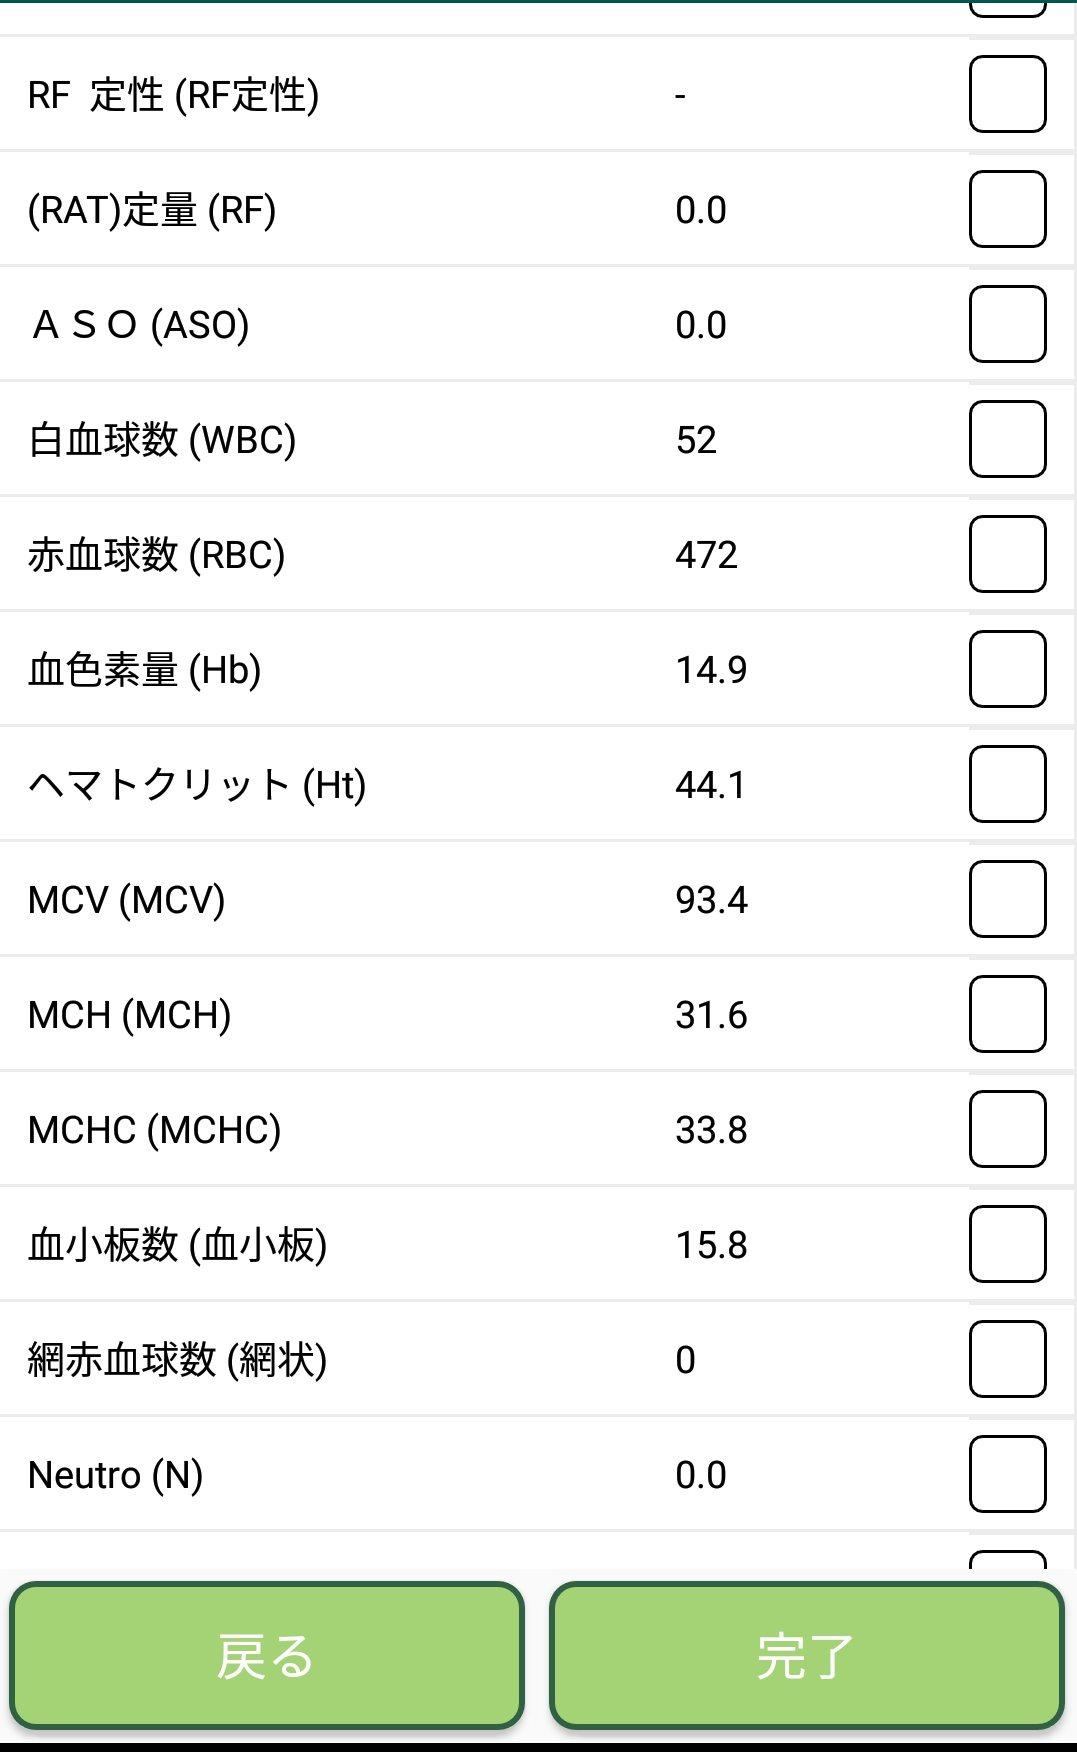 RF 定性 (RF定性) -
(RAT)定量 (RF) 0.0
ＡＳＯ (ASO) 0.0
白血球数 (WBC) 52
赤血球数 (RBC) 472
血色素量 (Hb) 14.9
ヘマトクリット (Ht) 44.1
MCV (MCV) 93.4
MCH (MCH) 31.6
MCHC (MCHC) 33.8
血小板数 (血小板) 15.8
網赤血球数 (網状) 0
Neutro (N) 0.0
戻る 完了